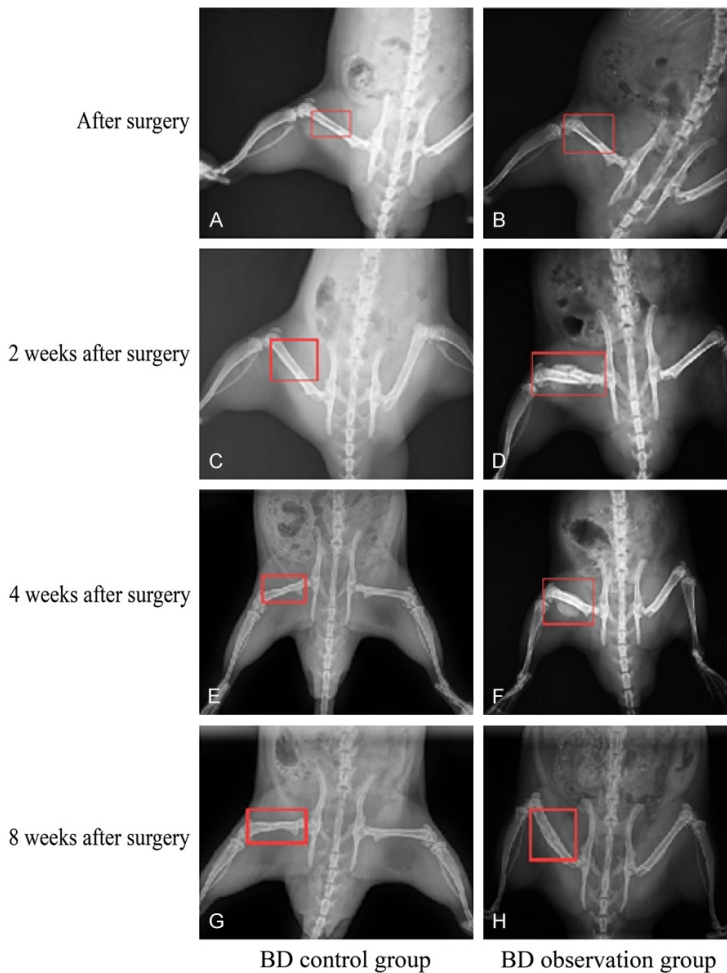 After surgery
A
B
2 weeks after surgery
C
D
4 weeks after surgery
E
F
8 weeks after surgery
G
H
BD control group
BD observation group